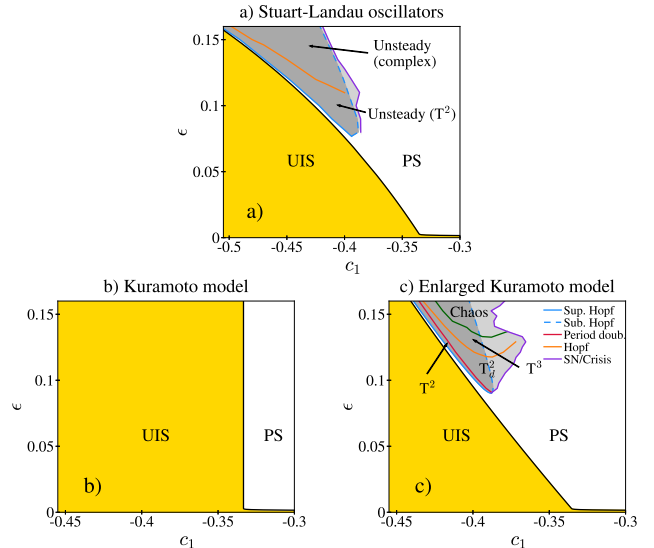 a) Stuart-Landau oscillators
0.15
0.1
0.05
0
ϵ
Unsteady
(complex)
Unsteady (T²)
UIS
PS
a)
-0.5
-0.45
-0.4
-0.35
-0.3
c₁
b) Kuramoto model
0.15
0.1
0.05
0
ϵ
UIS
PS
b)
-0.45
-0.4
-0.35
-0.3
c₁
c) Enlarged Kuramoto model
0.15
0.1
0.05
0
ϵ
Chaos
Sup. Hopf
Sub. Hopf
Period doub.
Hopf
SN/Crisis
T²
T²_d
T³
UIS
PS
c)
-0.45
-0.4
-0.35
-0.3
c₁